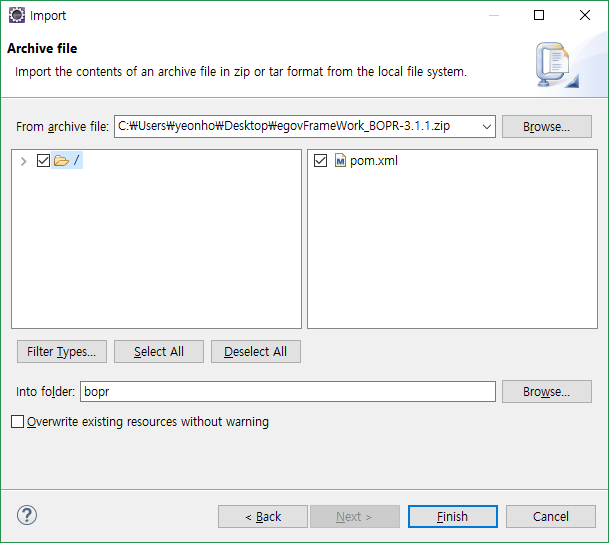 Import
Archive file
Import the contents of an archive file in zip or tar format from the local file system.
From archive file: C:₩Users₩yeonho₩Desktop₩egovFrameWork_BOPR-3.1.1.zip Browse...
/ M pom.xml
Filter Types... Select All Deselect All
Into folder: bopr Browse...
Overwrite existing resources without warning
? < Back Next > Finish Cancel